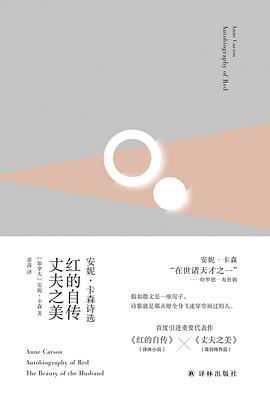 Anne Carson
Autobiography of Red
安妮·卡森诗选
红的自传
丈夫之美
〔加拿大〕安妮·卡森 著
黄茜 译
Anne Carson
Autobiography of Red
The Beauty of the Husband
安妮·卡森
“在世诸天才之一”
——哈罗德·布鲁姆
假如散文是一座房子，
诗歌就是那火燎全身飞速穿堂而过的人。
首度引进重要代表作
《红的自传》×《丈夫之美》
（诗体小说）
（难因传作品）
译林出版社